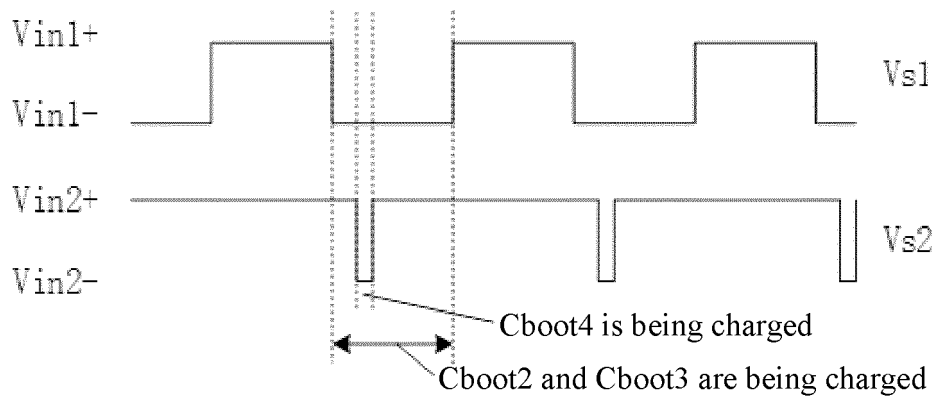 Vin1+
Vs1
Vin1-
Vin2+
Vs2
Vin2-
Cboot4 is being charged
Cboot2 and Cboot3 are being charged